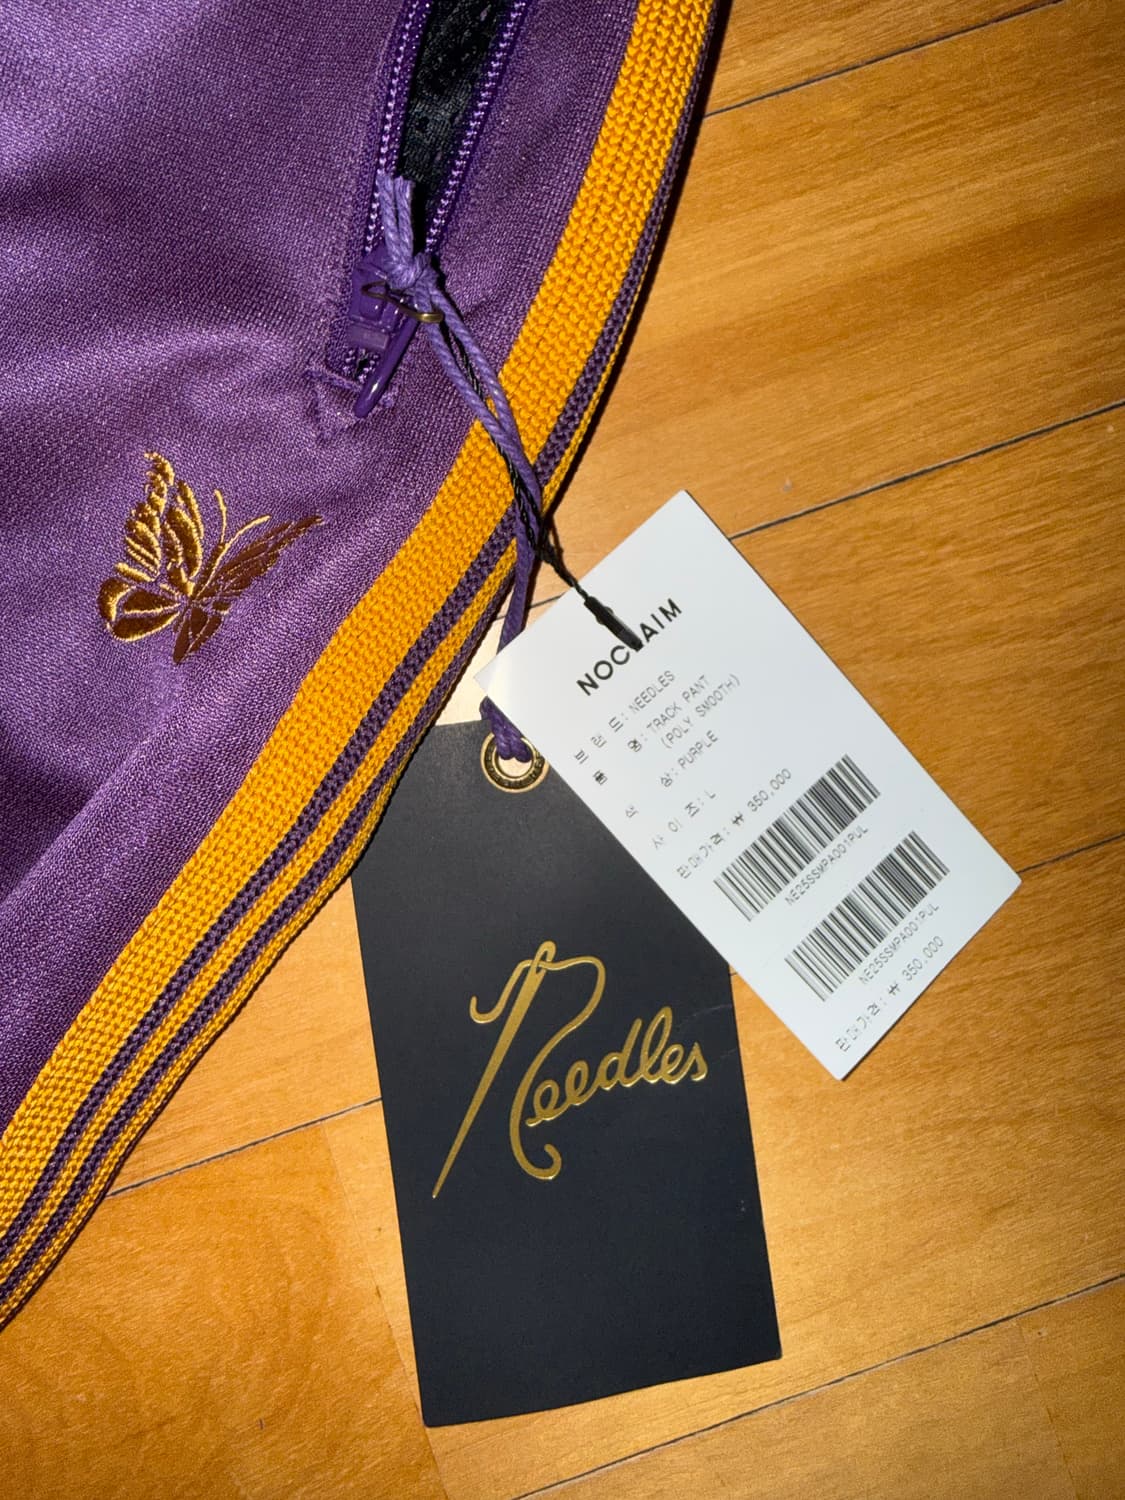 NOCLAIM
브 랜 드 : NEEDLES
품 명 : TRACK PANT
(POLY SMOOTH)
색 상 : PURPLE
사 이 즈 : L
판 매 가 격 : ₩ 350,000
NE25SSMPA001PUL
NE25SSMPA001PUL
판 매 가 격 : ₩ 350,000
Needles